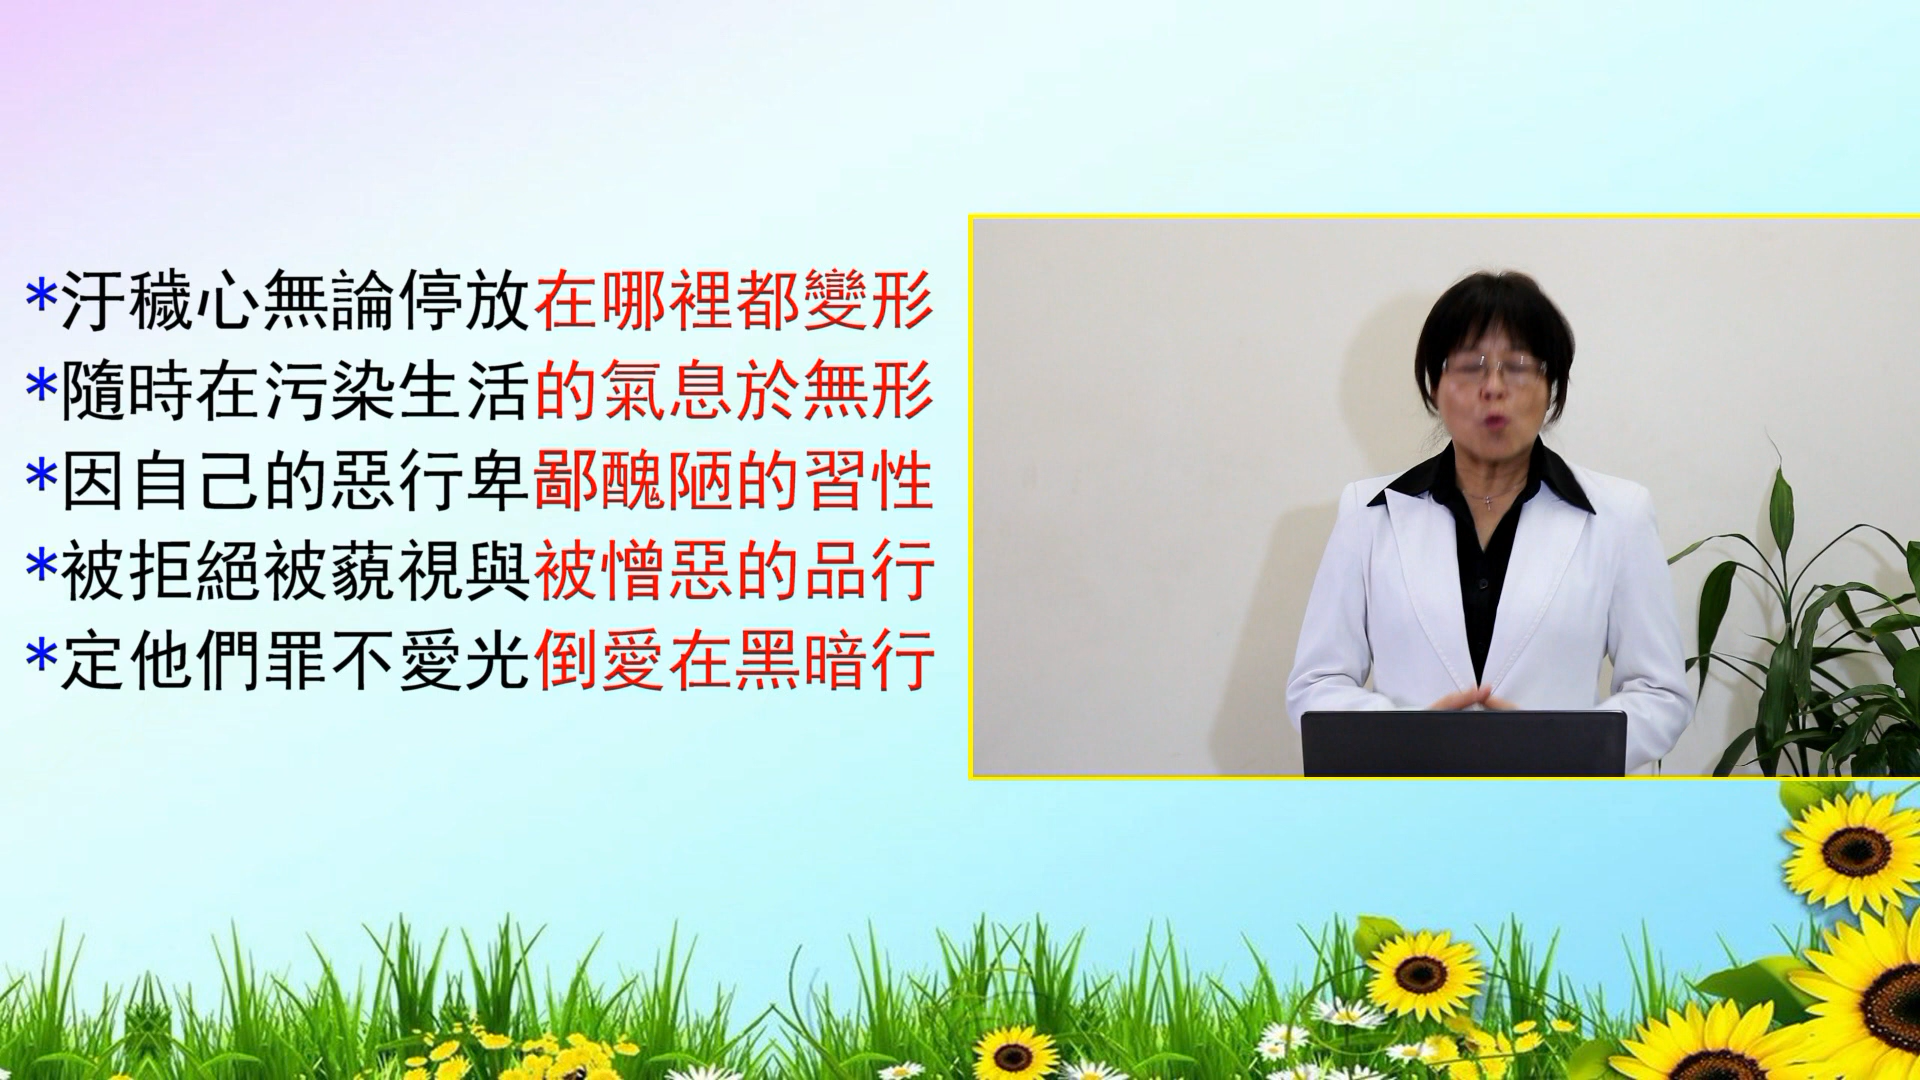 *汙穢心無論停放在哪裡都變形
*隨時在污染生活的氣息於無形
*因自己的惡行卑鄙醜陋的習性
*被拒絕被藐視與被憎惡的品行
*定他們罪不愛光倒愛在黑暗行